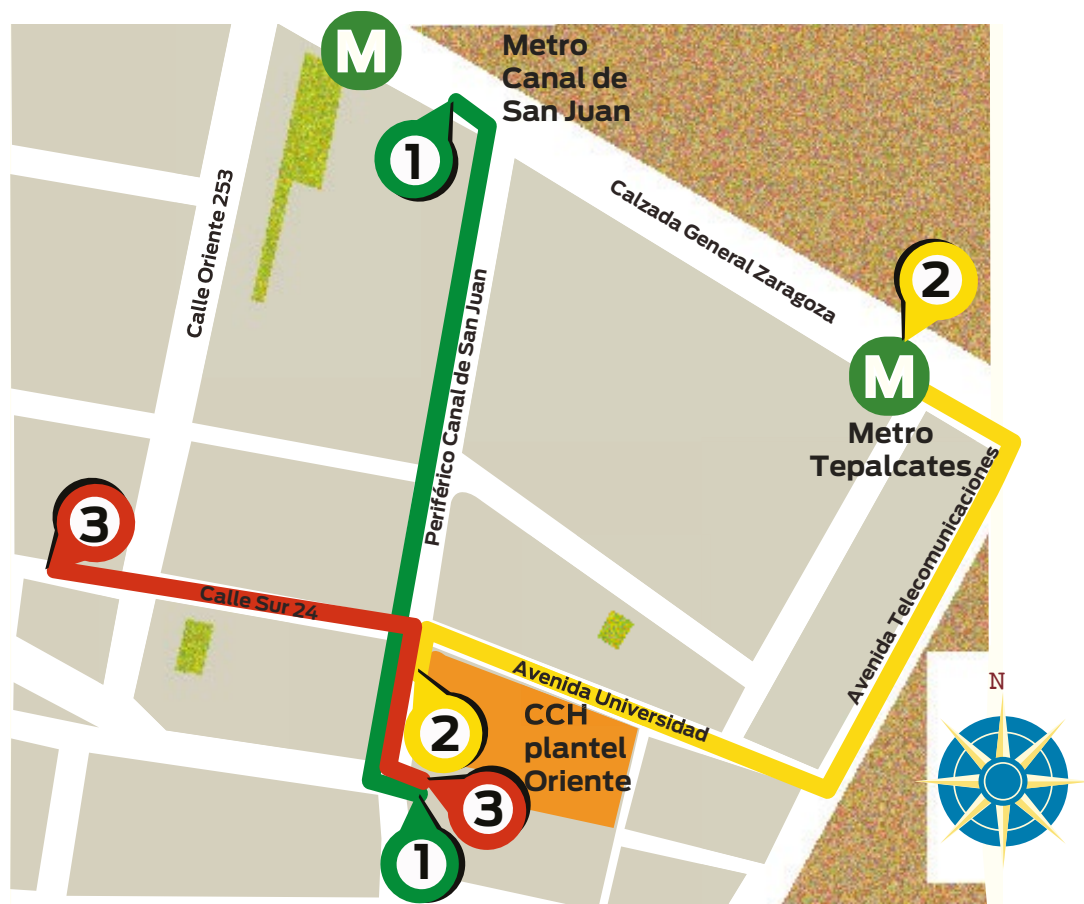 M
Metro
Canal de
San Juan
1
Calle Oriente 253
Calzada General Zaragoza
2
Periférico Canal de San Juan
M
Metro
Tepalcates
3
Calle Sur 24
Avenida Telecomunicaciones
Avenida Universidad
N
CCH
plantel
Oriente
2
3
1